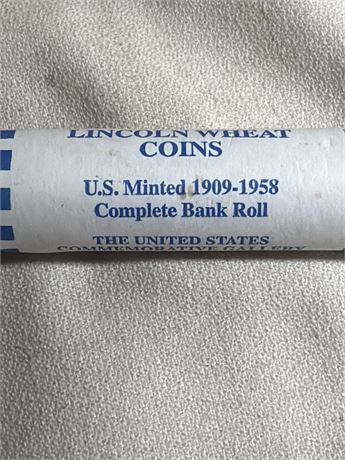 LINCOLN WHEAT
COINS
U.S. Minted 1909-1958
Complete Bank Roll
THE UNITED STATES
COMMEMORATIVE GALLERY